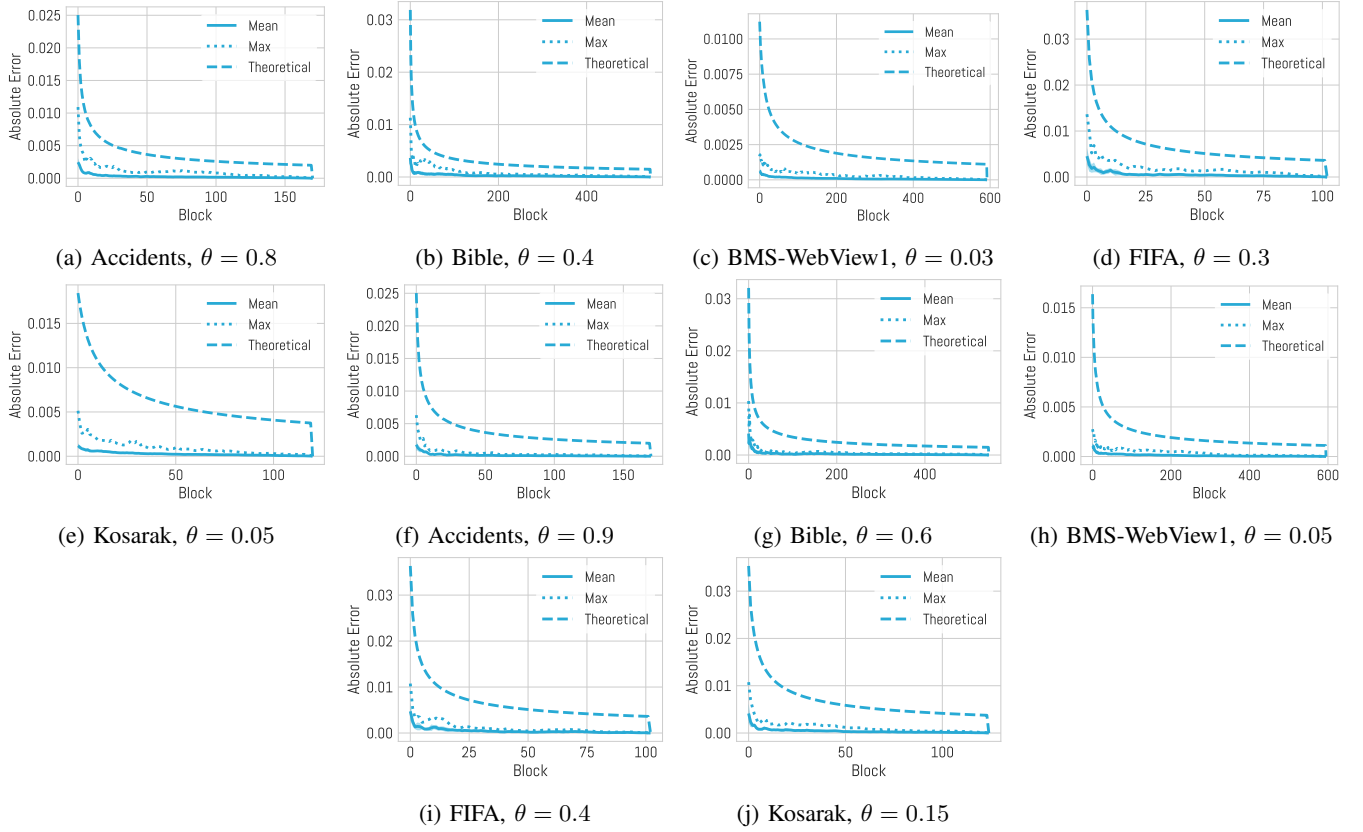 Absolute Error
0.025
0.020
0.015
0.010
0.005
0.000
Mean
Max
Theoretical
0 50 100 150
Block
(a) Accidents, θ = 0.8
Absolute Error
0.03
0.02
0.01
0.00
Mean
Max
Theoretical
0 200 400
Block
(b) Bible, θ = 0.4
Absolute Error
0.0100
0.0075
0.0050
0.0025
0.0000
Mean
Max
Theoretical
0 200 400 600
Block
(c) BMS-WebView1, θ = 0.03
Absolute Error
0.03
0.02
0.01
0.00
Mean
Max
Theoretical
0 25 50 75 100
Block
(d) FIFA, θ = 0.3
Absolute Error
0.015
0.010
0.005
0.000
Mean
Max
Theoretical
0 50 100
Block
(e) Kosarak, θ = 0.05
Absolute Error
0.025
0.020
0.015
0.010
0.005
0.000
Mean
Max
Theoretical
0 50 100 150
Block
(f) Accidents, θ = 0.9
Absolute Error
0.03
0.02
0.01
0.00
Mean
Max
Theoretical
0 200 400
Block
(g) Bible, θ = 0.6
Absolute Error
0.015
0.010
0.005
0.000
Mean
Max
Theoretical
0 200 400 600
Block
(h) BMS-WebView1, θ = 0.05
Absolute Error
0.03
0.02
0.01
0.00
Mean
Max
Theoretical
0 25 50 75 100
Block
(i) FIFA, θ = 0.4
Absolute Error
0.03
0.02
0.01
0.00
Mean
Max
Theoretical
0 50 100
Block
(j) Kosarak, θ = 0.15